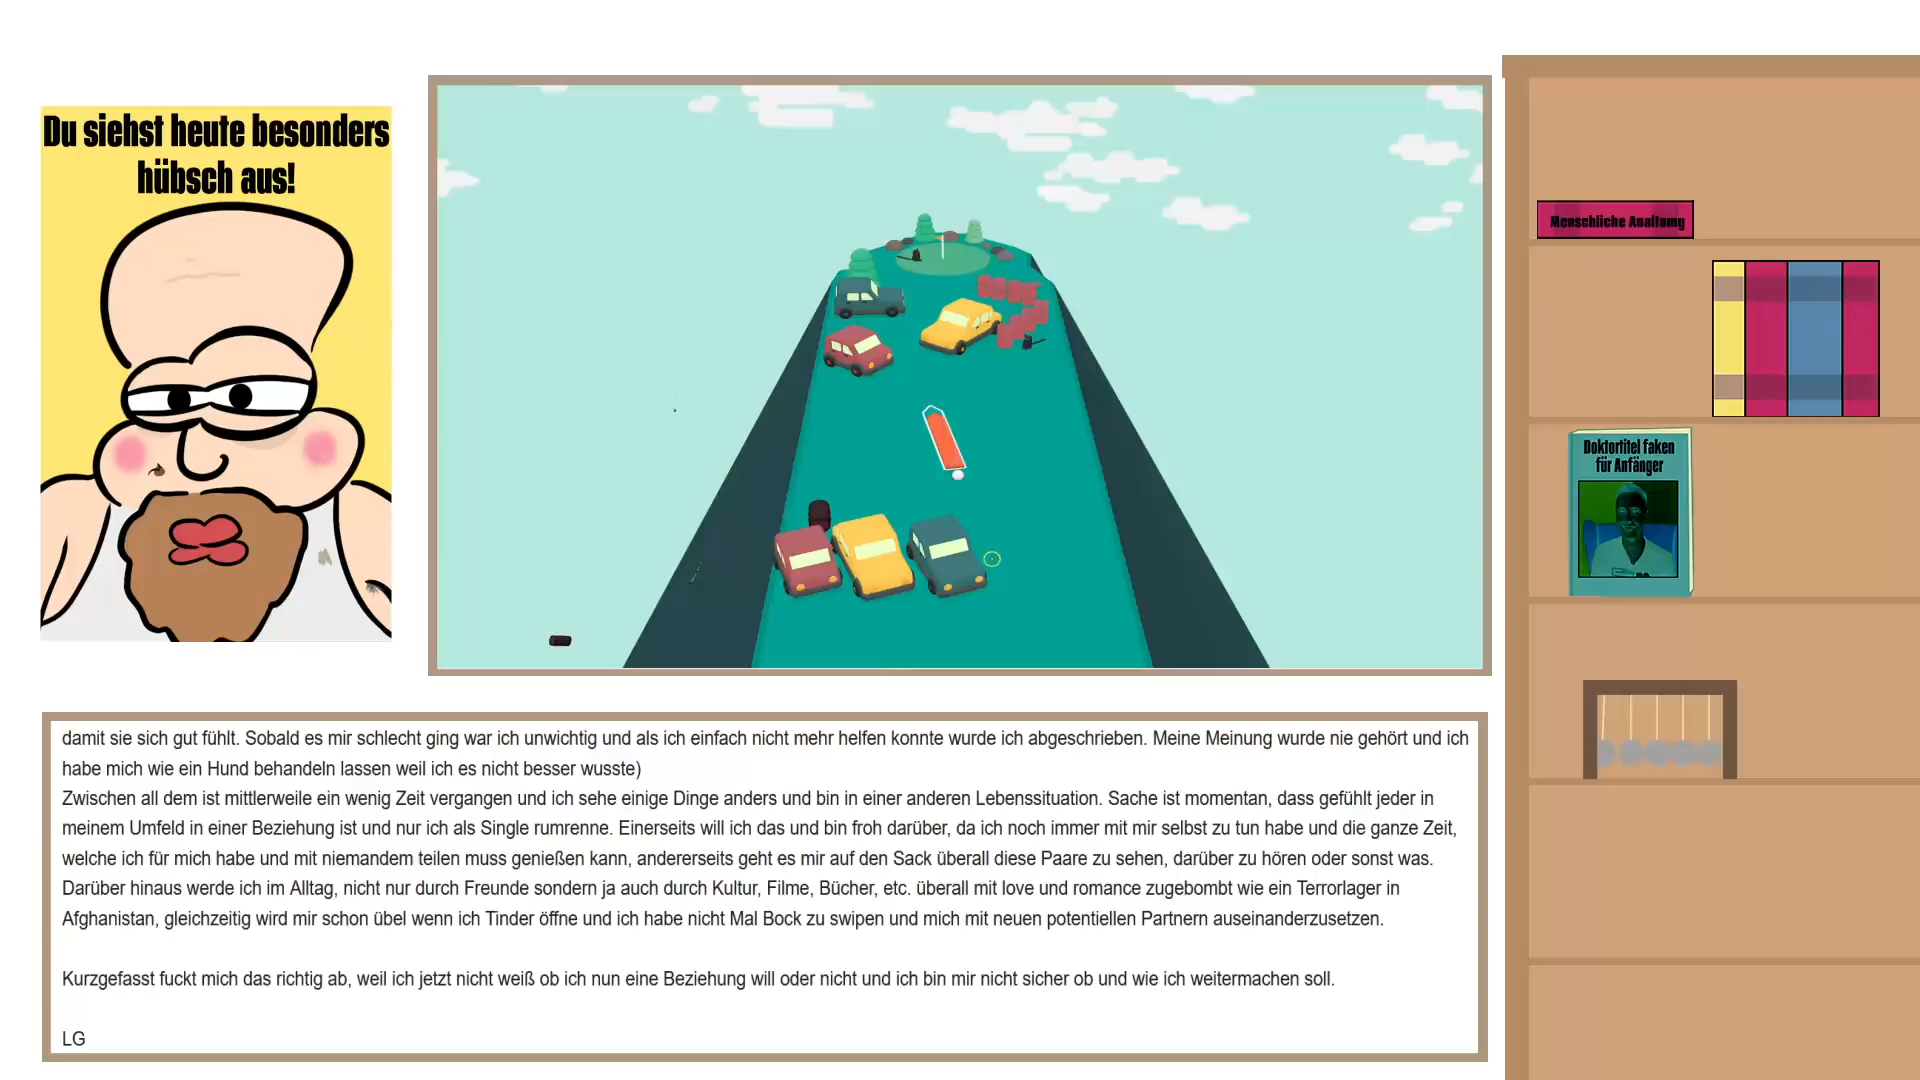 Du siehst heute besonders
hübsch aus!
Menschliche Analtomy
Doktortitel faken
für Anfänger
damit sie sich gut fühlt. Sobald es mir schlecht ging war ich unwichtig und als ich einfach nicht mehr helfen konnte wurde ich abgeschrieben. Meine Meinung wurde nie gehört und ich
habe mich wie ein Hund behandeln lassen weil ich es nicht besser wusste)
Zwischen all dem ist mittlerweile ein wenig Zeit vergangen und ich sehe einige Dinge anders und bin in einer anderen Lebenssituation. Sache ist momentan, dass gefühlt jeder in
meinem Umfeld in einer Beziehung ist und nur ich als Single rumrenne. Einerseits will ich das und bin froh darüber, da ich noch immer mit mir selbst zu tun habe und die ganze Zeit,
welche ich für mich habe und mit niemandem teilen muss genießen kann, andererseits geht es mir auf den Sack überall diese Paare zu sehen, darüber zu hören oder sonst was.
Darüber hinaus werde ich im Alltag, nicht nur durch Freunde sondern ja auch durch Kultur, Filme, Bücher, etc. überall mit love und romance zugebombt wie ein Terrorlager in
Afghanistan, gleichzeitig wird mir schon übel wenn ich Tinder öffne und ich habe nicht Mal Bock zu swipen und mich mit neuen potentiellen Partnern auseinanderzusetzen.
Kurzgefasst fuckt mich das richtig ab, weil ich jetzt nicht weiß ob ich nun eine Beziehung will oder nicht und ich bin mir nicht sicher ob und wie ich weitermachen soll.
LG